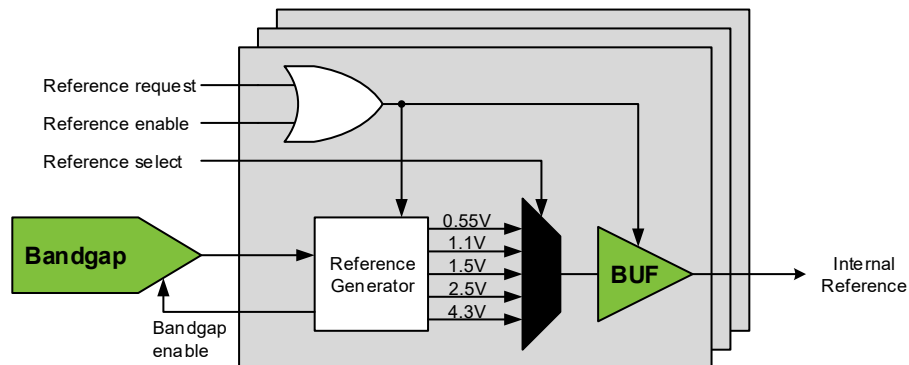 Reference request
Reference enable
Reference select
Bandgap
Bandgap
enable
Reference
Generator
0.55V
1.1V
1.5V
2.5V
4.3V
BUF
Internal
Reference